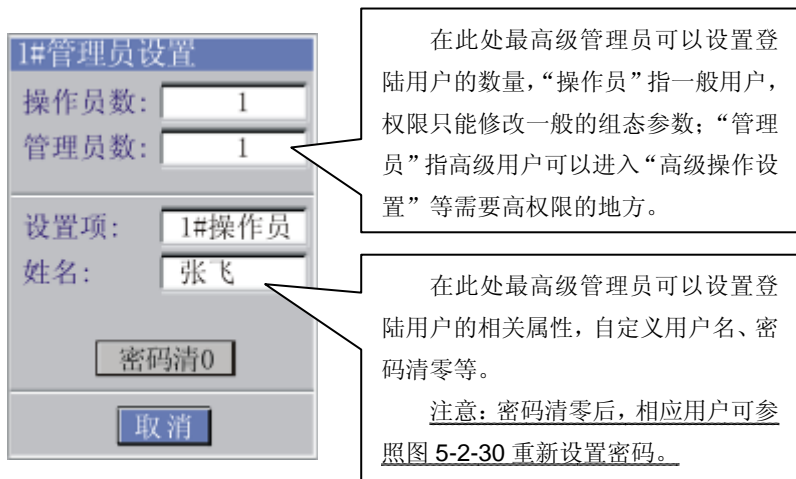 1#管理员设置
操作员数: 1
管理员数: 1
设置项: 1#操作员
姓名: 张飞
密码清0
取消
在此处最高级管理员可以设置登
陆用户的数量，“操作员”指一般用户，
权限只能修改一般的组态参数；“管理
员”指高级用户可以进入“高级操作设
置”等需要高权限的地方。
在此处最高级管理员可以设置登
陆用户的相关属性，自定义用户名、密
码清零等。
注意：密码清零后，相应用户可参
照图 5-2-30 重新设置密码。